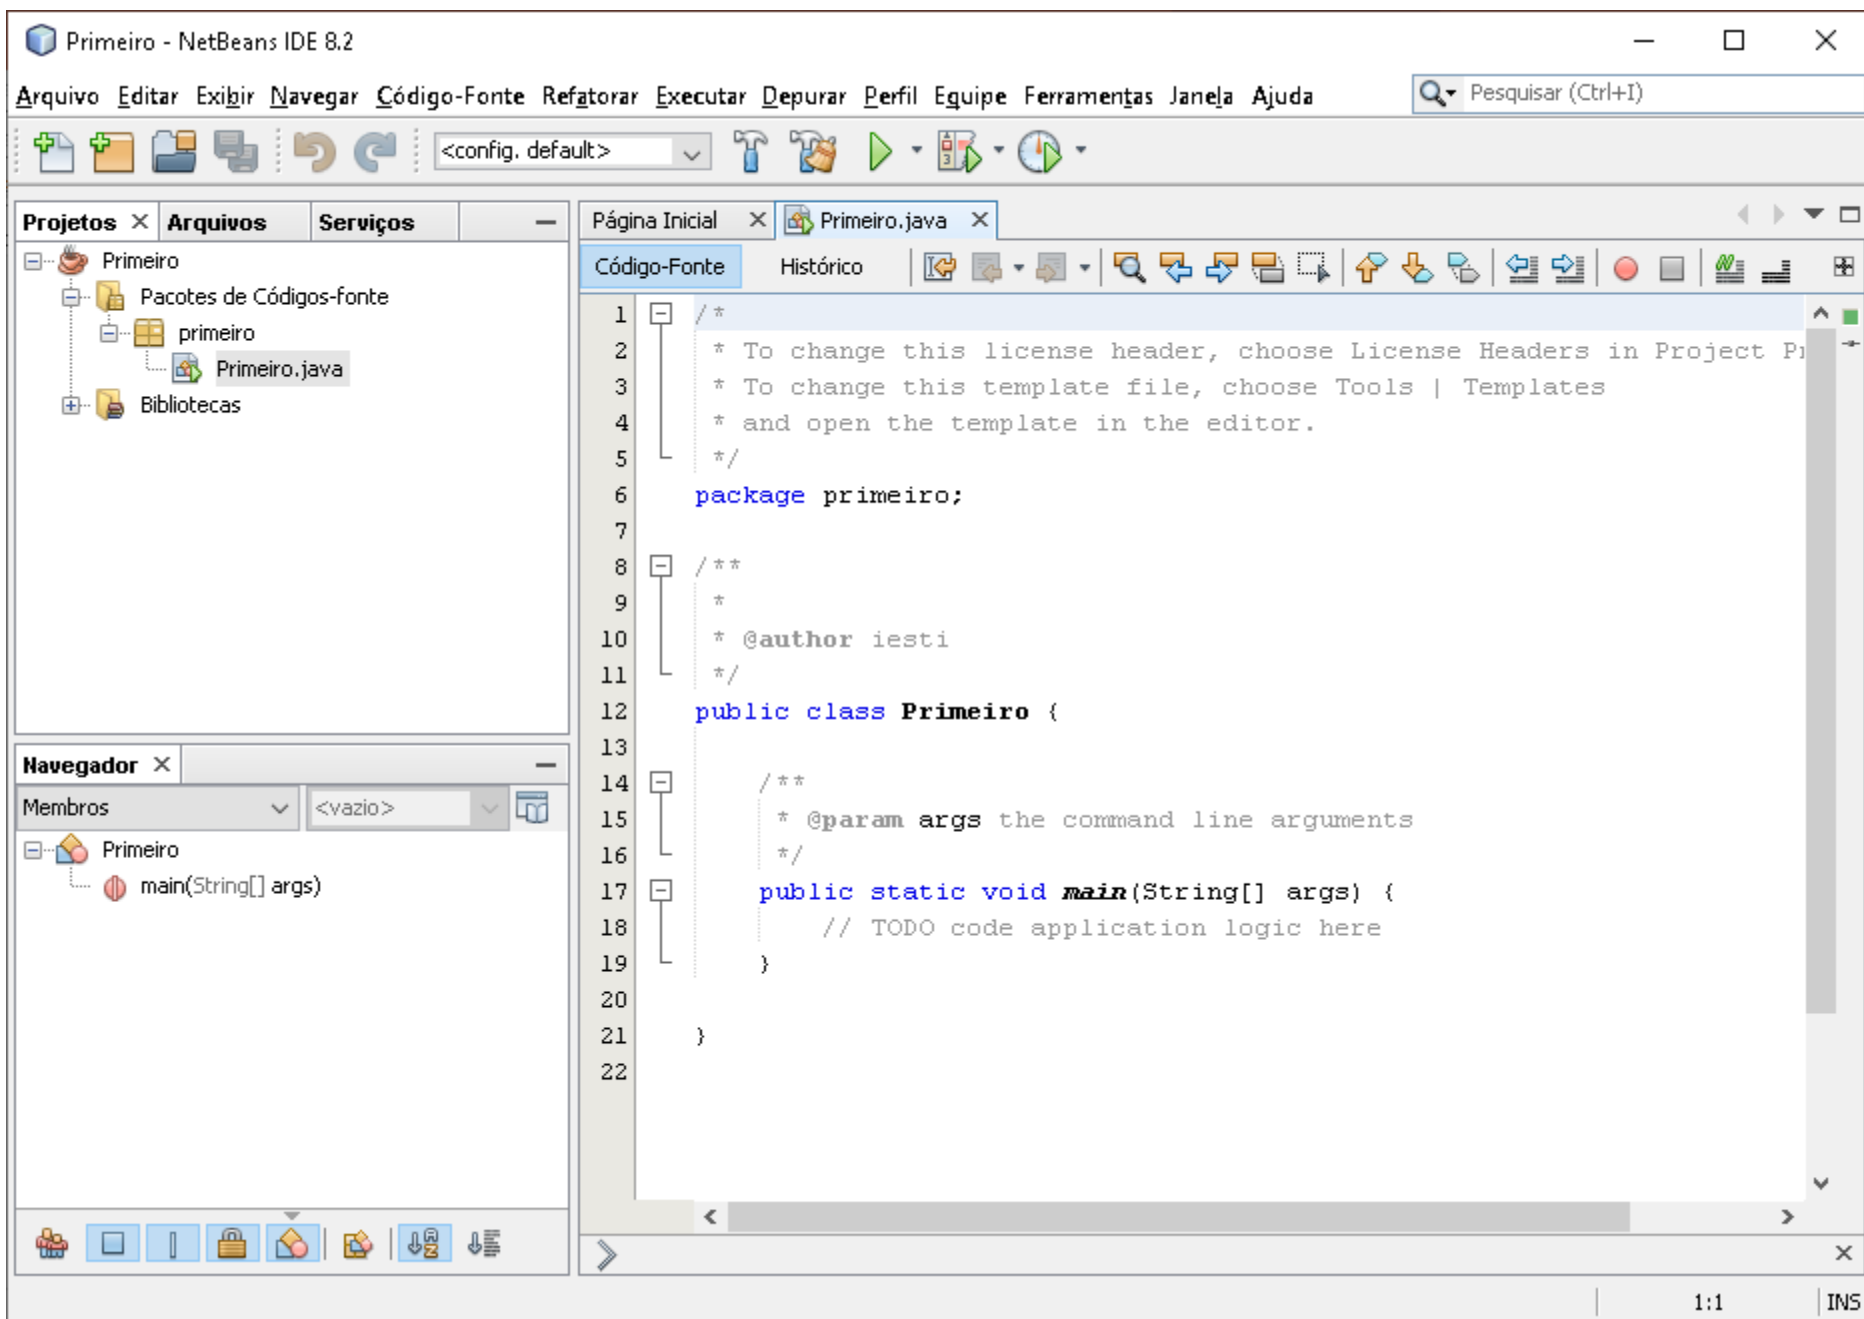 Primeiro - NetBeans IDE 8.2
Arquivo Editar Exibir Navegar Código-Fonte Refatorar Executar Depurar Perfil Equipe Ferramentas Janela Ajuda
Pesquisar (Ctrl+I)
<config. default>
Projetos Arquivos Serviços
Primeiro
Pacotes de Códigos-fonte
primeiro
Primeiro.java
Bibliotecas
Navegador
Membros <vazio>
Primeiro
main(String[] args)
Página Inicial Primeiro.java
Código-Fonte Histórico
1 /*
2 * To change this license header, choose License Headers in Project
3 * To change this template file, choose Tools | Templates
4 * and open the template in the editor.
5 */
6 package primeiro;
7
8 /**
9 *
10 * @author iesti
11 */
12 public class Primeiro {
13
14 /**
15 * @param args the command line arguments
16 */
17 public static void main(String[] args) {
18 // TODO code application logic here
19 }
20
21 }
22
1:1 INS